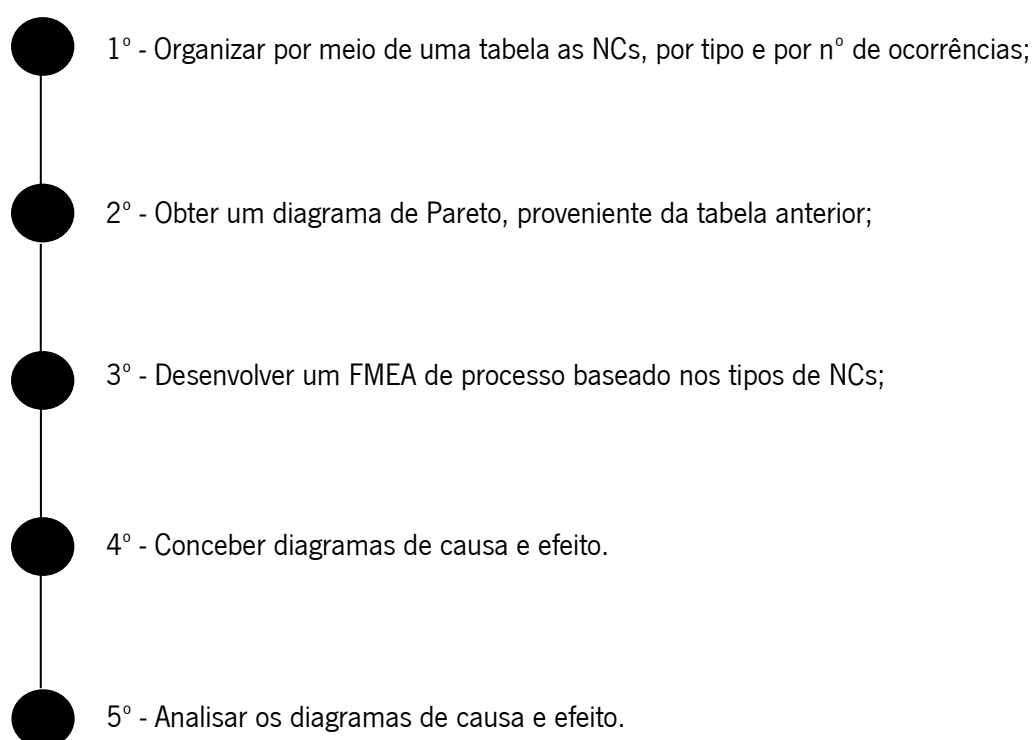 1º - Organizar por meio de uma tabela as NCs, por tipo e por nº de ocorrências;
2º - Obter um diagrama de Pareto, proveniente da tabela anterior;
3º - Desenvolver um FMEA de processo baseado nos tipos de NCs;
4º - Conceber diagramas de causa e efeito.
5º - Analisar os diagramas de causa e efeito.